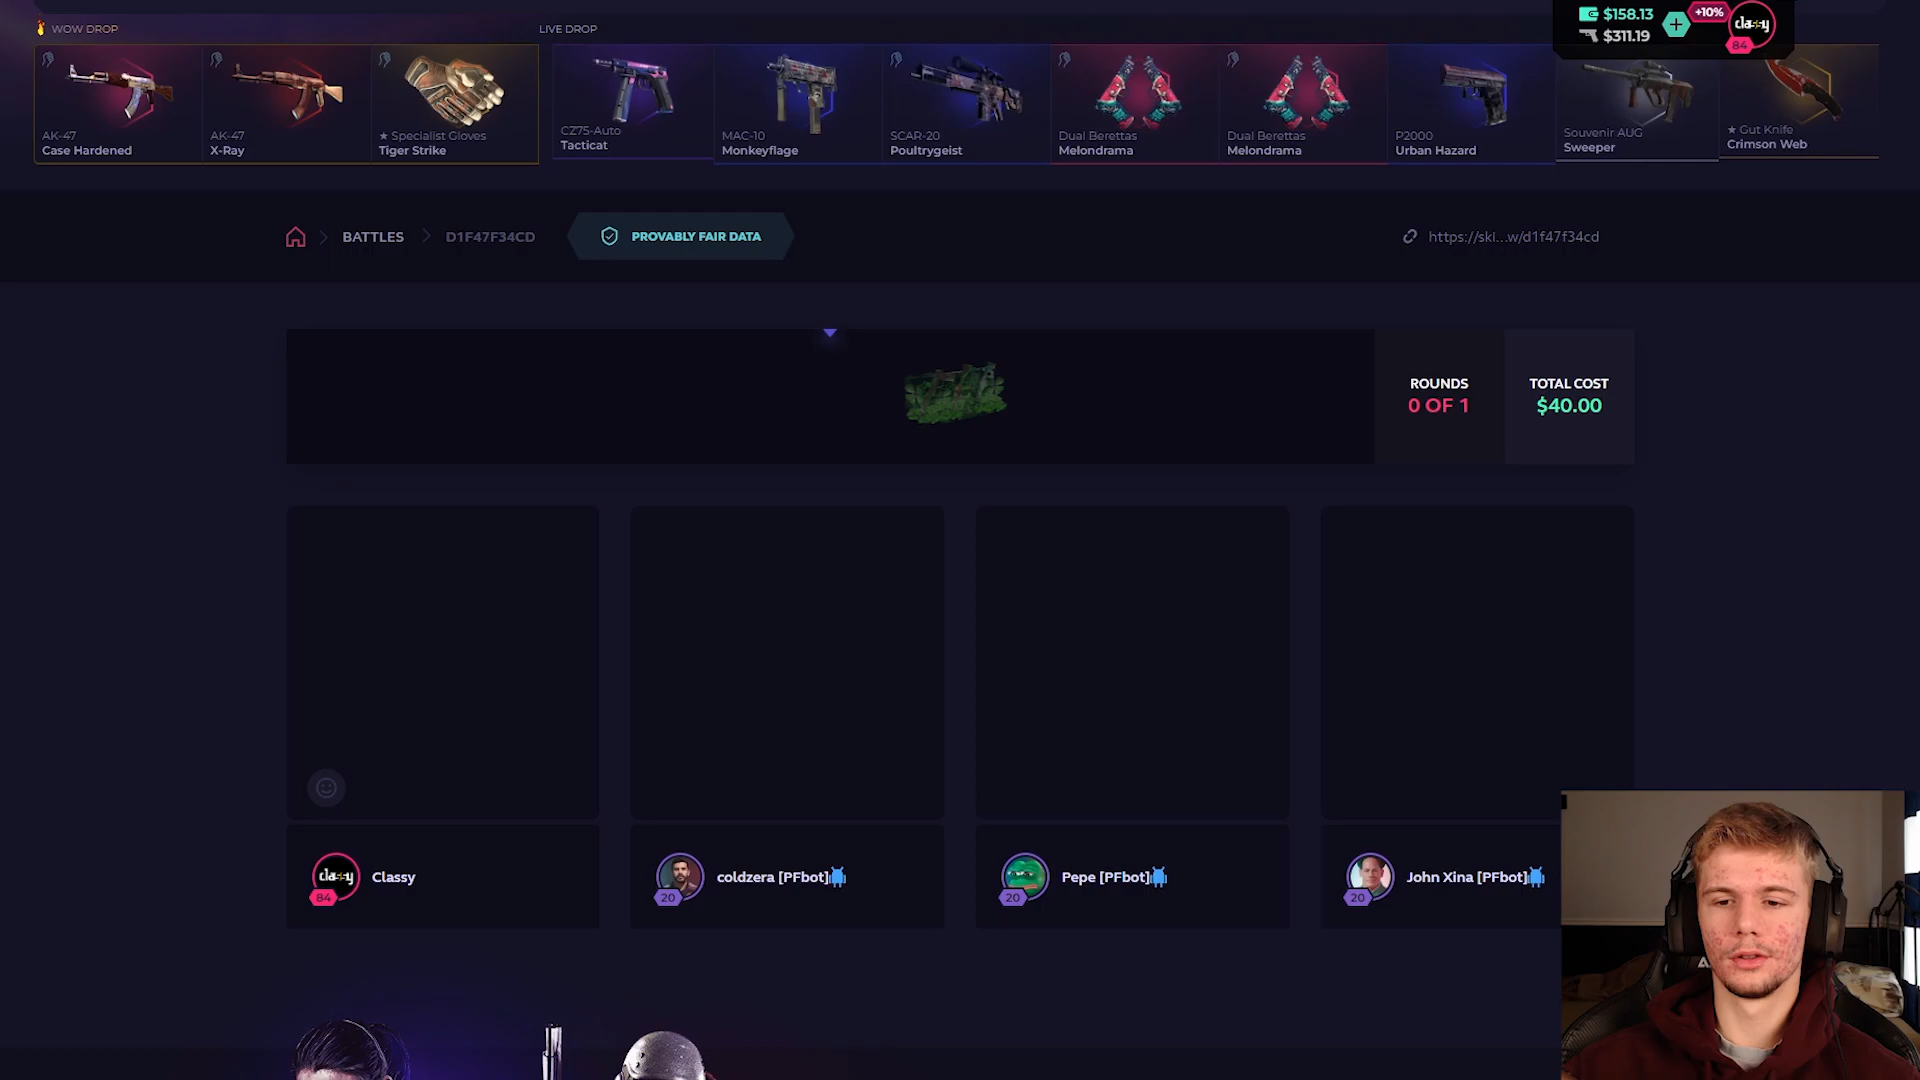 WOW DROP
LIVE DROP
$158.13
$311.19
+10%
classy
84
AK-47
Case Hardened
AK-47
X-Ray
★ Specialist Gloves
Tiger Strike
CZ75-Auto
Tacticat
MAC-10
Monkeyflage
SCAR-20
Poultrygeist
Dual Berettas
Melondrama
Dual Berettas
Melondrama
P2000
Urban Hazard
Souvenir AUG
Sweeper
★ Gut Knife
Crimson Web
BATTLES
D1F47F34CD
PROVABLY FAIR DATA
https://ski...w/d1f47f34cd
ROUNDS
0 OF 1
TOTAL COST
$40.00
classy
84
Classy
20
coldzera [PFbot]
20
Pepe [PFbot]
20
John Xina [PFbot]